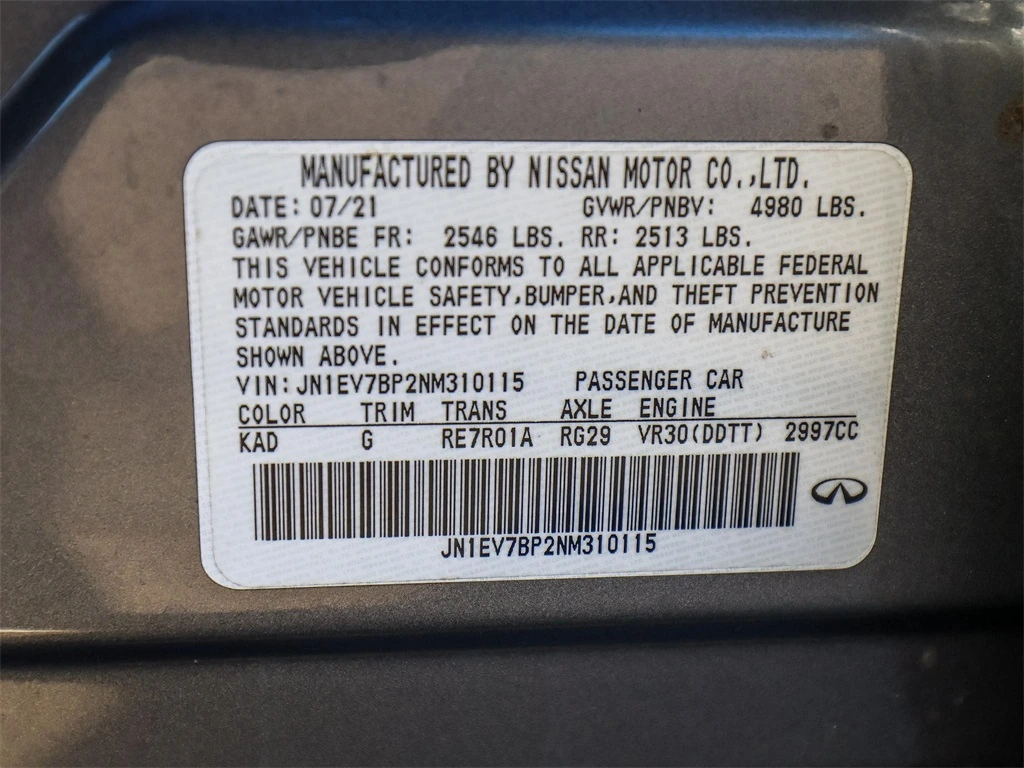 MANUFACTURED BY NISSAN MOTOR CO.,LTD.
DATE: 07/21 GVWR/PNBV: 4980 LBS.
GAWR/PNBE FR: 2546 LBS. RR: 2513 LBS.
THIS VEHICLE CONFORMS TO ALL APPLICABLE FEDERAL
MOTOR VEHICLE SAFETY,BUMPER,AND THEFT PREVENTION
STANDARDS IN EFFECT ON THE DATE OF MANUFACTURE
SHOWN ABOVE.
VIN: JN1EV7BP2NM310115 PASSENGER CAR
COLOR TRIM TRANS AXLE ENGINE
KAD G RE7R01A RG29 VR30(DDTT) 2997CC
JN1EV7BP2NM310115